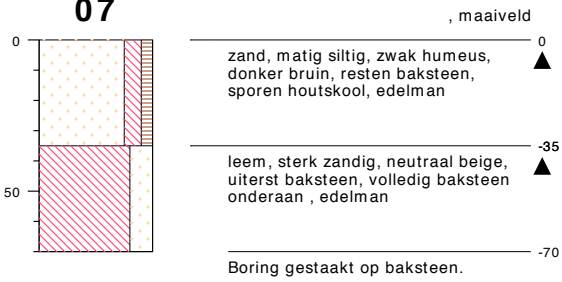 07
, maaiveld
0
0
zand, matig siltig, zwak humeus,
donker bruin, resten baksteen,
sporen houtskool, edelman
-35
leem, sterk zandig, neutraal beige,
uiterst baksteen, volledig baksteen
onderaan , edelman
50
-70
Boring gestaakt op baksteen.